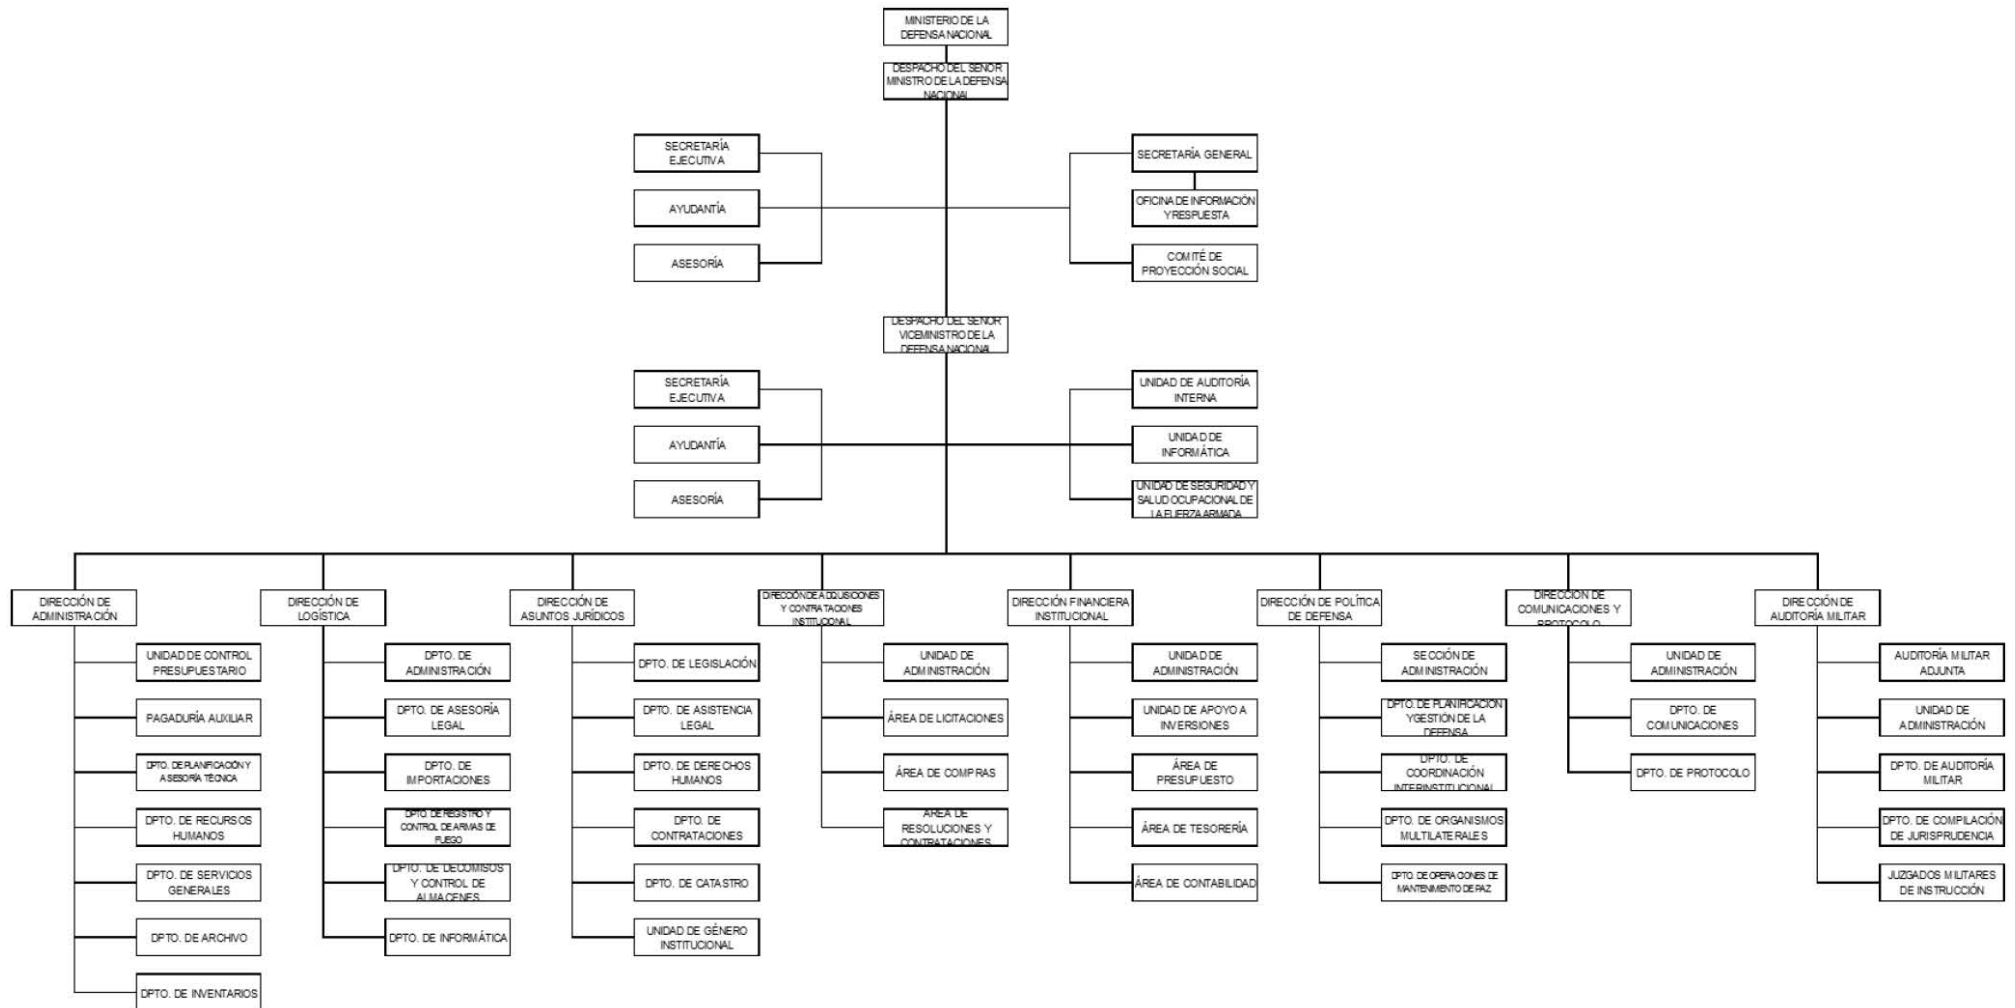 MINISTERIO DE LA
DEFENSA NACIONAL
DESPACHO DEL SEÑOR
MINISTRO DE LA DEFENSA
NACIONAL
SECRETARÍA
EJECUTIVA
SECRETARÍA GENERAL
AYUDANTÍA
OFICINA DE INFORMACIÓN
Y RESPUESTA
ASESORÍA
COMITÉ DE
PROYECCIÓN SOCIAL
DESPACHO DEL SEÑOR
VICEMINISTRO DE LA
DEFENSA NACIONAL
SECRETARÍA
EJECUTIVA
UNIDAD DE AUDITORÍA
INTERNA
AYUDANTÍA
UNIDAD DE
INFORMÁTICA
ASESORÍA
UNIDAD DE SEGURIDAD Y
SALUD OCUPACIONAL DE
LA FUERZA ARMADA
DIRECCIÓN DE
ADMINISTRACIÓN
UNIDAD DE CONTROL
PRESUPUESTARIO
PAGADURÍA AUXILIAR
DPTO. DE PLANIFICACIÓN Y
ASESORÍA TÉCNICA
DPTO. DE RECURSOS
HUMANOS
DPTO. DE SERVICIOS
GENERALES
DPTO. DE ARCHIVO
DPTO. DE INVENTARIOS
DIRECCIÓN DE
LOGÍSTICA
DPTO. DE
ADMINISTRACIÓN
DPTO. DE ASESORÍA
LEGAL
DPTO. DE
IMPORTACIONES
DPTO. DE REGISTRO Y
CONTROL DE ARMAS DE
FUEGO
DPTO. DE DECOMISOS
Y CONTROL DE
ALMACENES
DPTO. DE INFORMÁTICA
DIRECCIÓN DE
ASUNTOS JURÍDICOS
DPTO. DE LEGISLACIÓN
DPTO. DE ASISTENCIA
LEGAL
DPTO. DE DERECHOS
HUMANOS
DPTO. DE
CONTRATACIONES
DPTO. DE CATASTRO
UNIDAD DE GÉNERO
INSTITUCIONAL
DIRECCIÓN DE ADQUISICIONES
Y CONTRATACIONES
INSTITUCIONAL
UNIDAD DE
ADMINISTRACIÓN
ÁREA DE LICITACIONES
ÁREA DE COMPRAS
ÁREA DE
RESOLUCIONES Y
CONTRATACIONES
DIRECCIÓN FINANCIERA
INSTITUCIONAL
UNIDAD DE
ADMINISTRACIÓN
UNIDAD DE APOYO A
INVERSIONES
ÁREA DE
PRESUPUESTO
ÁREA DE TESORERÍA
ÁREA DE CONTABILIDAD
DIRECCIÓN DE POLÍTICA
DE DEFENSA
SECCIÓN DE
ADMINISTRACIÓN
DPTO. DE PLANIFICACIÓN
Y GESTIÓN DE LA
DEFENSA
DPTO. DE
COORDINACIÓN
INTERINSTITUCIONAL
DPTO. DE ORGANISMOS
MULTILATERALES
DPTO. DE OPERACIONES DE
MANTENIMIENTO DE PAZ
DIRECCIÓN DE
COMUNICACIONES Y
PROTOCOLO
UNIDAD DE
ADMINISTRACIÓN
DPTO. DE
COMUNICACIONES
DPTO. DE PROTOCOLO
DIRECCIÓN DE
AUDITORÍA MILITAR
AUDITORÍA MILITAR
ADJUNTA
UNIDAD DE
ADMINISTRACIÓN
DPTO. DE AUDITORÍA
MILITAR
DPTO. DE COMPILACIÓN
DE JURISPRUDENCIA
JUZGADOS MILITARES
DE INSTRUCCIÓN